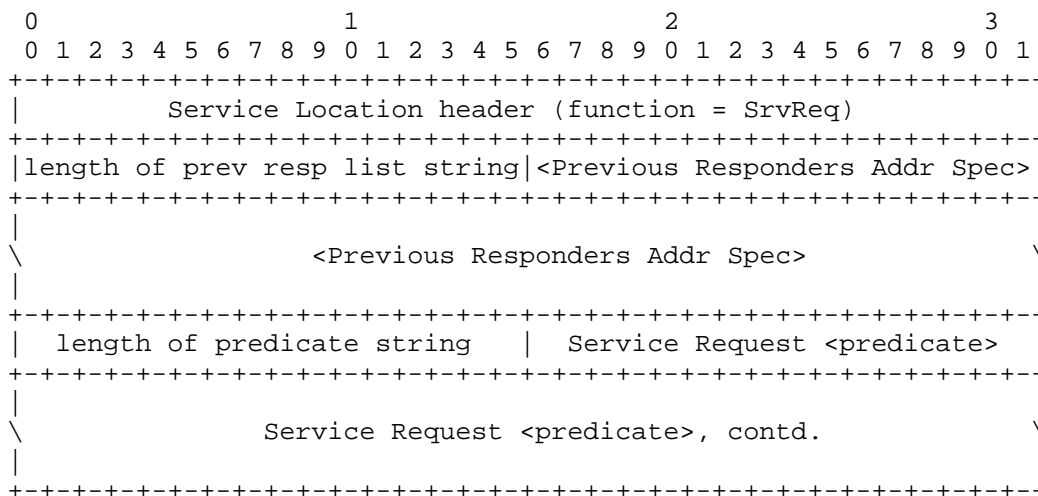 0                   1                   2                   3
0 1 2 3 4 5 6 7 8 9 0 1 2 3 4 5 6 7 8 9 0 1 2 3 4 5 6 7 8 9 0 1
+-+-+-+-+-+-+-+-+-+-+-+-+-+-+-+-+-+-+-+-+-+-+-+-+-+-+-+-+-+-+-+--
|         Service Location header (function = SrvReq)
+-+-+-+-+-+-+-+-+-+-+-+-+-+-+-+-+-+-+-+-+-+-+-+-+-+-+-+-+-+-+-+--
|length of prev resp list string|<Previous Responders Addr Spec>
+-+-+-+-+-+-+-+-+-+-+-+-+-+-+-+-+-+-+-+-+-+-+-+-+-+-+-+-+-+-+-+--
|
\                  <Previous Responders Addr Spec>              \
|
+-+-+-+-+-+-+-+-+-+-+-+-+-+-+-+-+-+-+-+-+-+-+-+-+-+-+-+-+-+-+-+--
|  length of predicate string   |  Service Request <predicate>
+-+-+-+-+-+-+-+-+-+-+-+-+-+-+-+-+-+-+-+-+-+-+-+-+-+-+-+-+-+-+-+--
|
\               Service Request <predicate>, contd.             \
|
+-+-+-+-+-+-+-+-+-+-+-+-+-+-+-+-+-+-+-+-+-+-+-+-+-+-+-+-+-+-+-+--